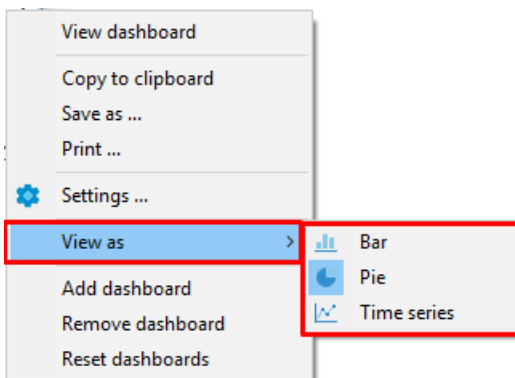 View dashboard
Copy to clipboard
Save as ...
Print ...
Settings ...
View as
Bar
Pie
Time series
Add dashboard
Remove dashboard
Reset dashboards